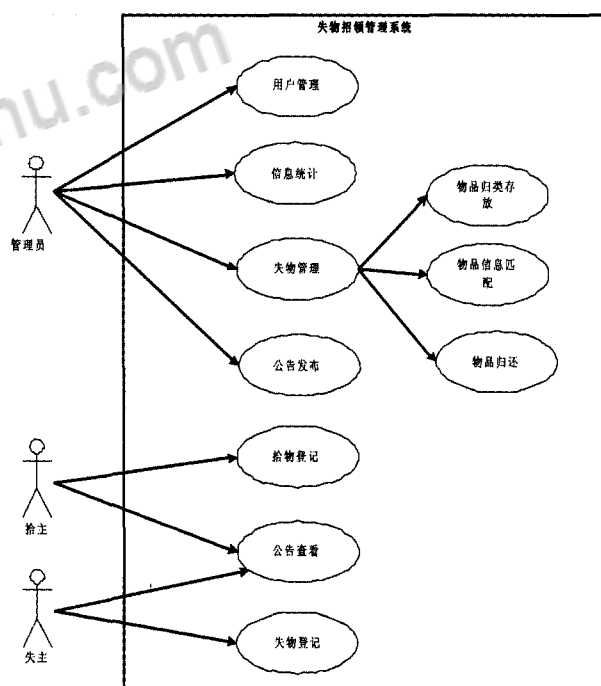 失物招领管理系统
nu.com
用户管理
信息统计
管理员
失物管理
物品归类存
放
物品信息匹
配
物品归还
公告发布
拾物登记
拾主
公告查看
失主
失物登记